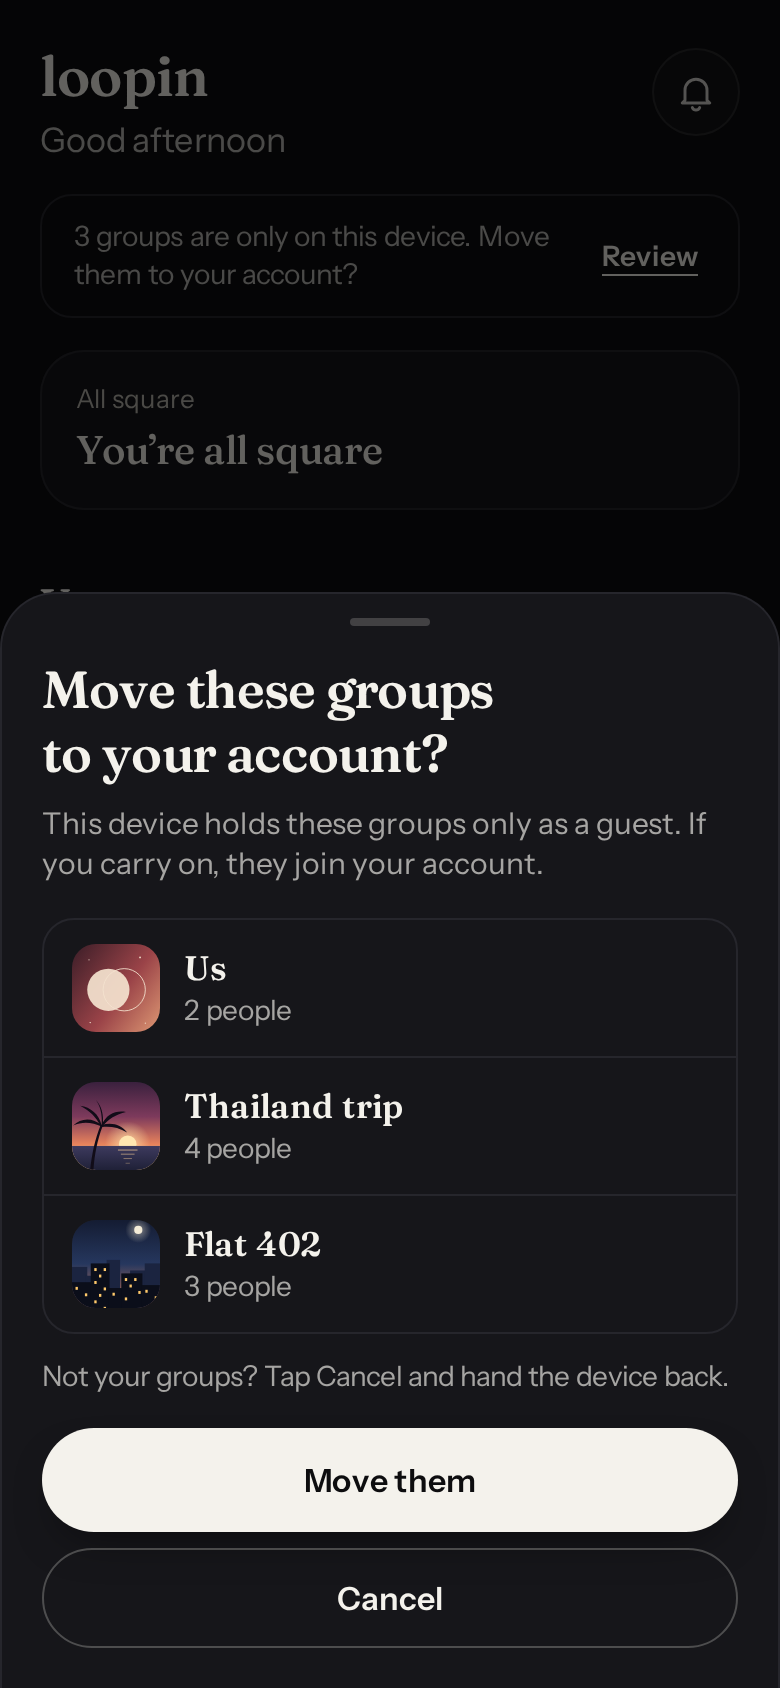 loopin
Good afternoon
3 groups are only on this device. Move
them to your account?
Review
All square
You’re all square
Move these groups
to your account?
This device holds these groups only as a guest. If
you carry on, they join your account.
Us
2 people
Thailand trip
4 people
Flat 402
3 people
Not your groups? Tap Cancel and hand the device back.
Move them
Cancel